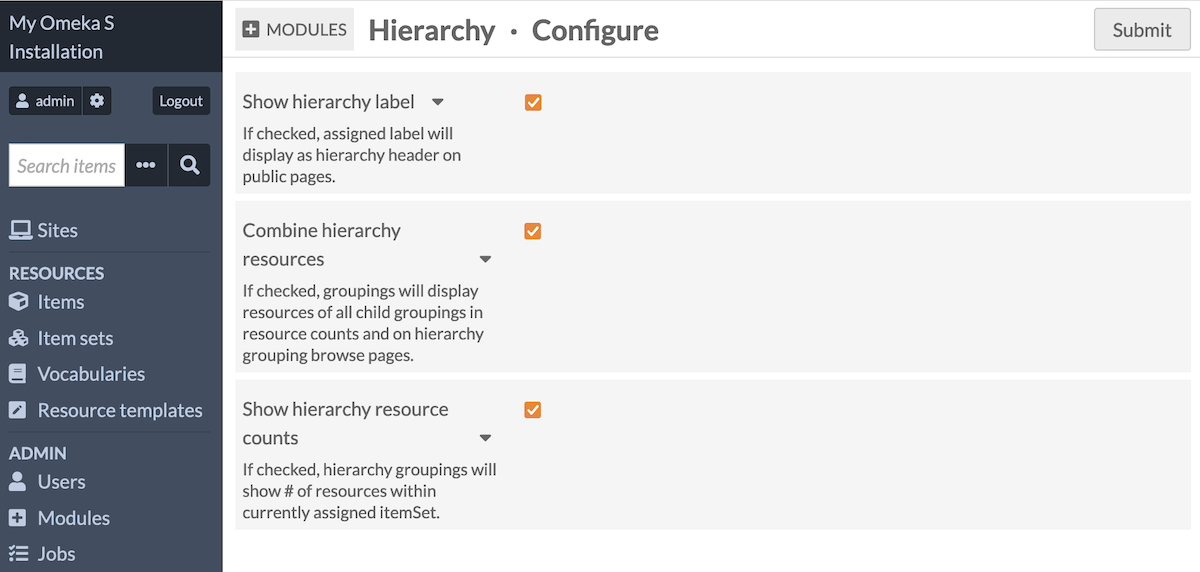 My Omeka S
Installation
admin
Logout
Search items
Sites
RESOURCES
Items
Item sets
Vocabularies
Resource templates
ADMIN
Users
Modules
Jobs
MODULES
Hierarchy · Configure
Submit
Show hierarchy label
If checked, assigned label will
display as hierarchy header on
public pages.
Combine hierarchy
resources
If checked, groupings will display
resources of all child groupings in
resource counts and on hierarchy
grouping browse pages.
Show hierarchy resource
counts
If checked, hierarchy groupings will
show # of resources within
currently assigned itemSet.